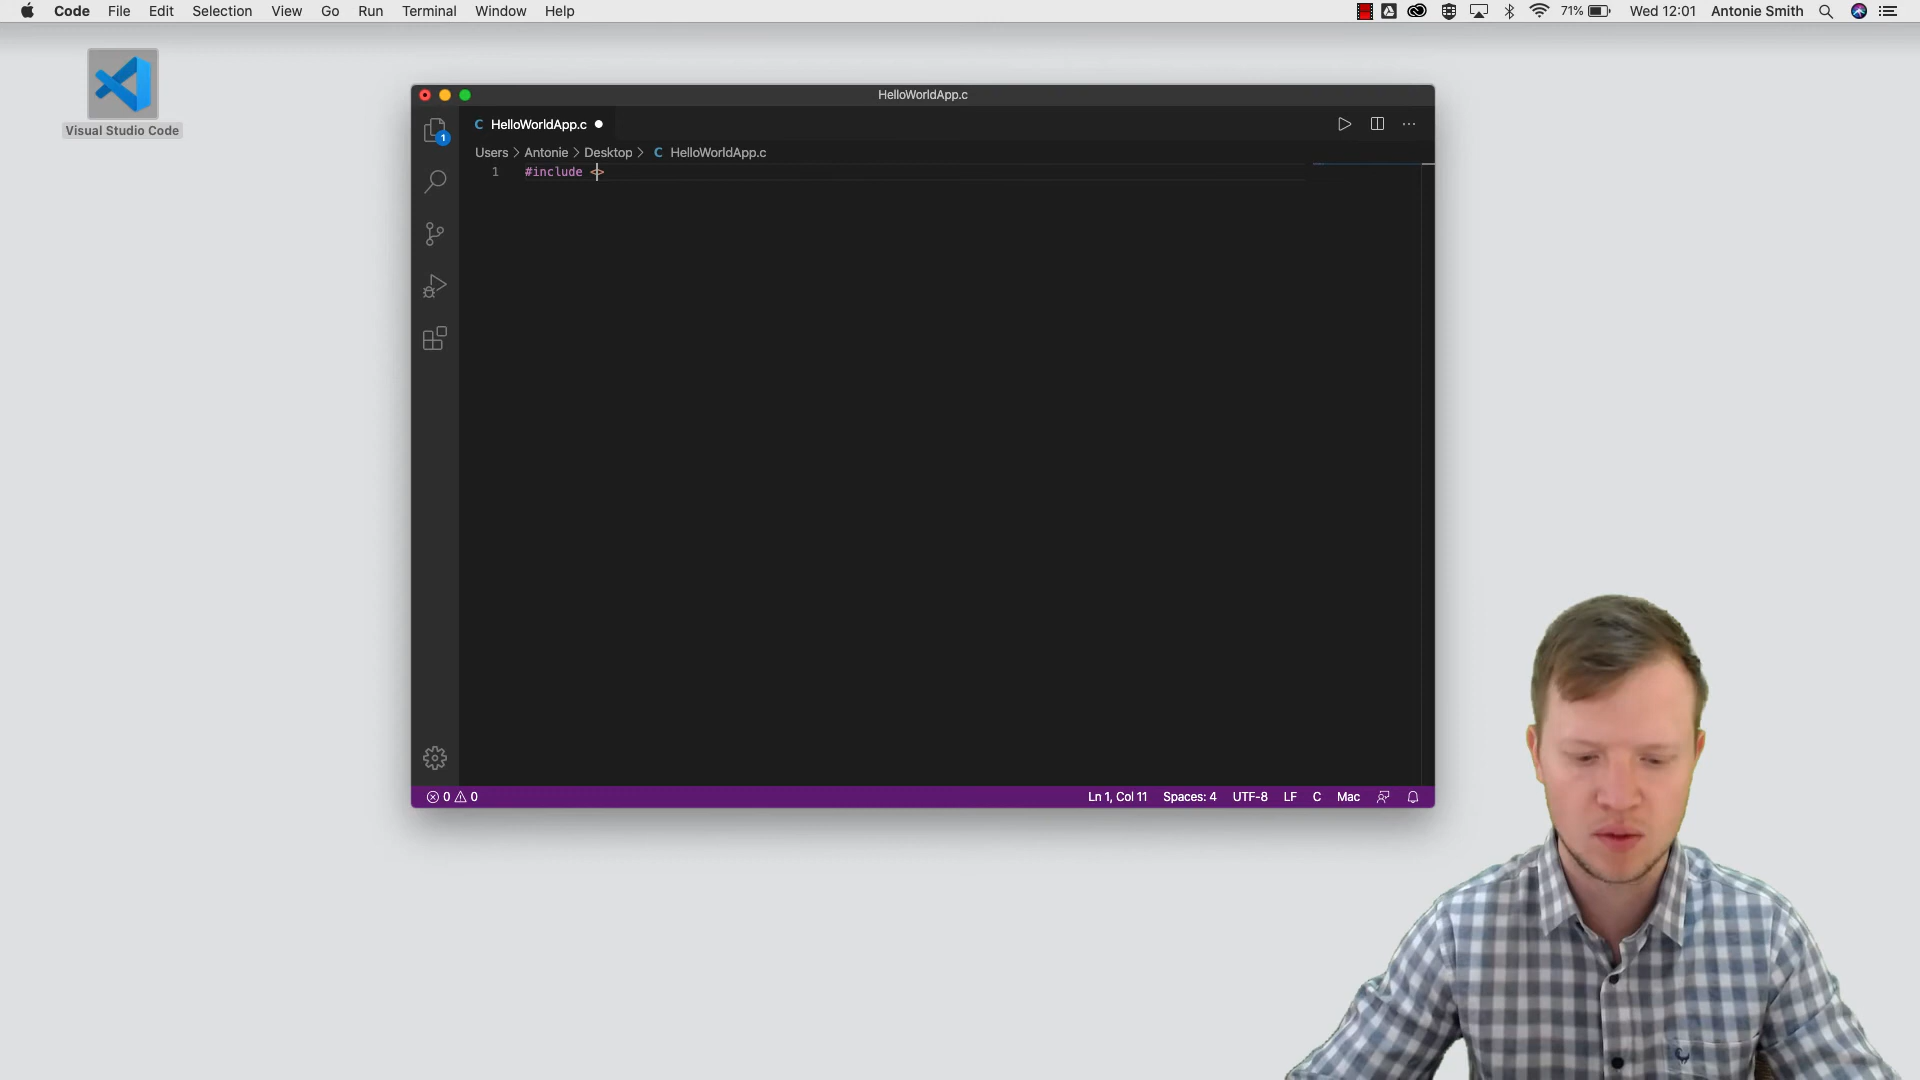 Code File Edit Selection View Go Run Terminal Window Help 71% Wed 12:01 Antonie Smith
Visual Studio Code
HelloWorldApp.c
1
C HelloWorldApp.c
Users > Antonie > Desktop > C HelloWorldApp.c
1 #include <>
0 0 Ln 1, Col 11 Spaces: 4 UTF-8 LF C Mac